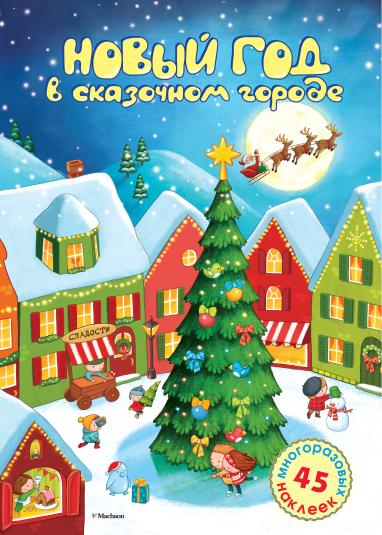 НОВЫЙ ГОД
в сказочном городе
СЛАДОСТИ
многоразовых
45
наклеек
Machaon